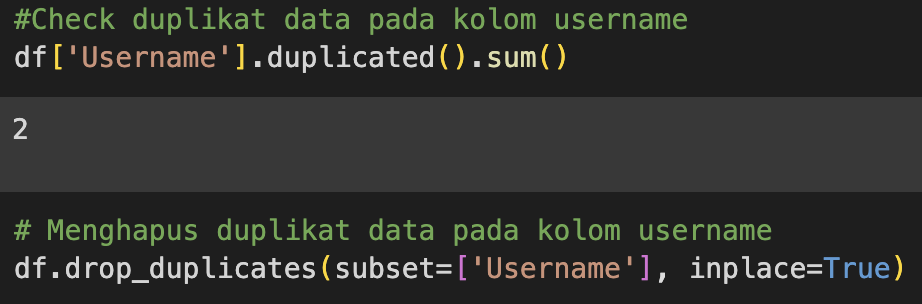 #Check duplikat data pada kolom username
df['Username'].duplicated().sum()
2
# Menghapus duplikat data pada kolom username
df.drop_duplicates(subset=['Username'], inplace=True)